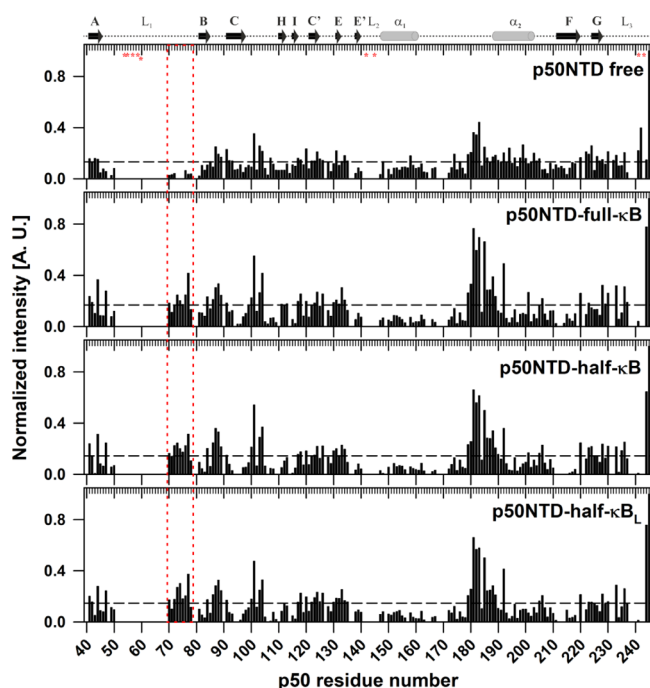 A L₁ B C H I C' E E' L₂ α₁ α₂ F G L₃
** *** * * * **
p50NTD free
0.8
0.4
0.0
p50NTD-full-κB
0.8
0.4
0.0
p50NTD-half-κB
0.8
0.4
0.0
p50NTD-half-κB_L
0.8
0.4
0.0
Normalized intensity [A. U.]
40 50 60 70 80 90 100 110 120 130 140 150 160 170 180 190 200 210 220 230 240
p50 residue number